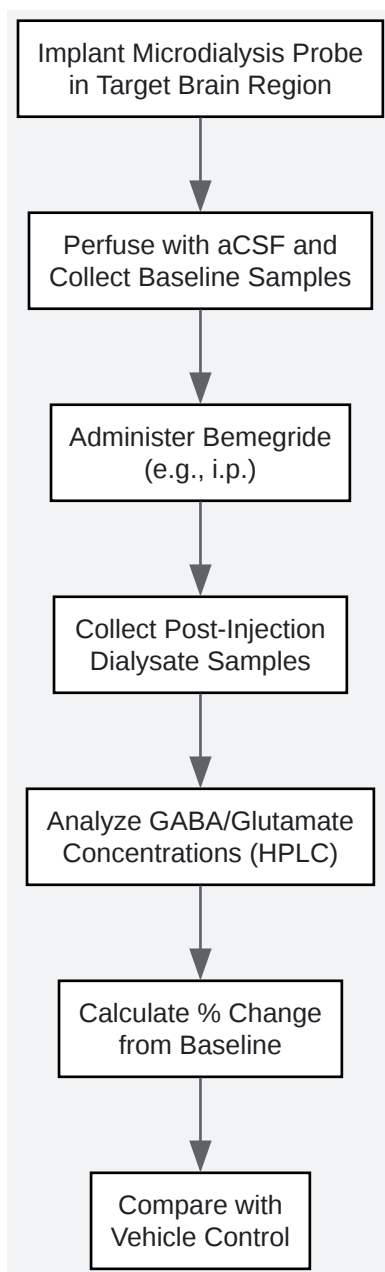 Implant Microdialysis Probe
in Target Brain Region
Perfuse with aCSF and
Collect Baseline Samples
Administer Bemegride
(e.g., i.p.)
Collect Post-Injection
Dialysate Samples
Analyze GABA/Glutamate
Concentrations (HPLC)
Calculate % Change
from Baseline
Compare with
Vehicle Control